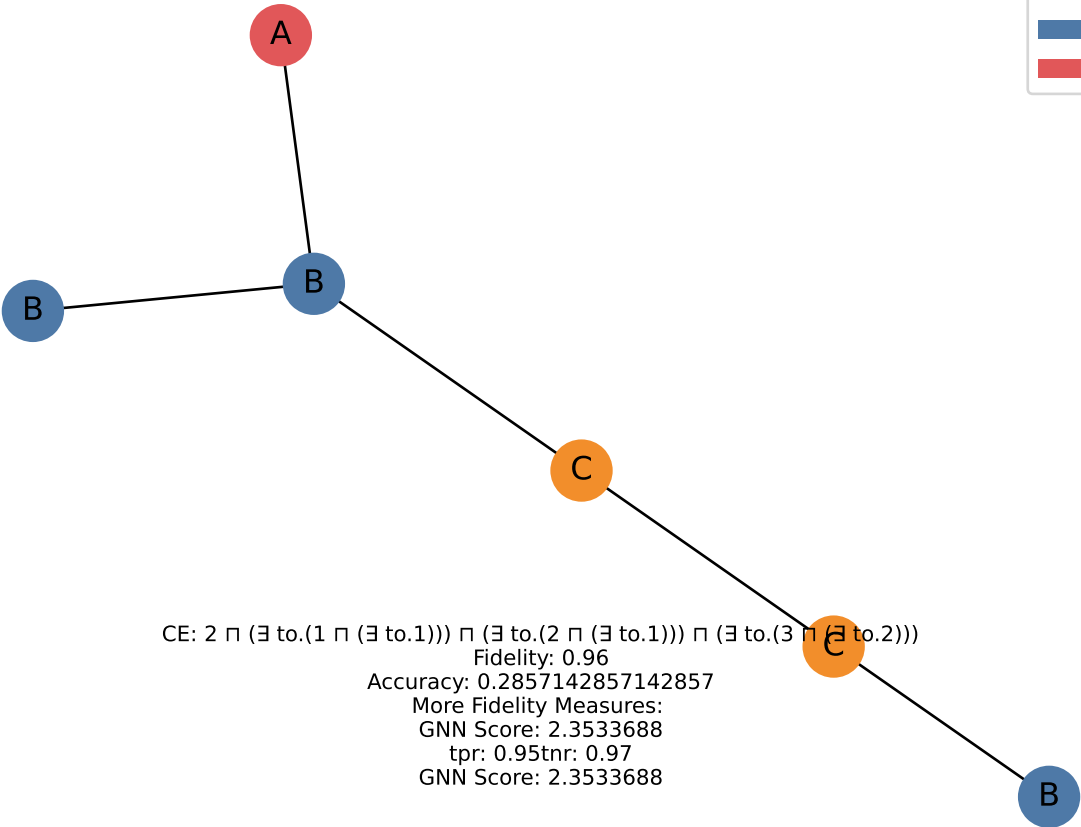 A
B
B
C
CE: 2 ⊓ (∃ to.(1 ⊓ (∃ to.1))) ⊓ (∃ to.(2 ⊓ (∃ to.1))) ⊓ (∃ to.(3 ⊓ (∃ to.2)))
C
Fidelity: 0.96
Accuracy: 0.2857142857142857
More Fidelity Measures:
GNN Score: 2.3533688
tpr: 0.95tnr: 0.97
GNN Score: 2.3533688
B